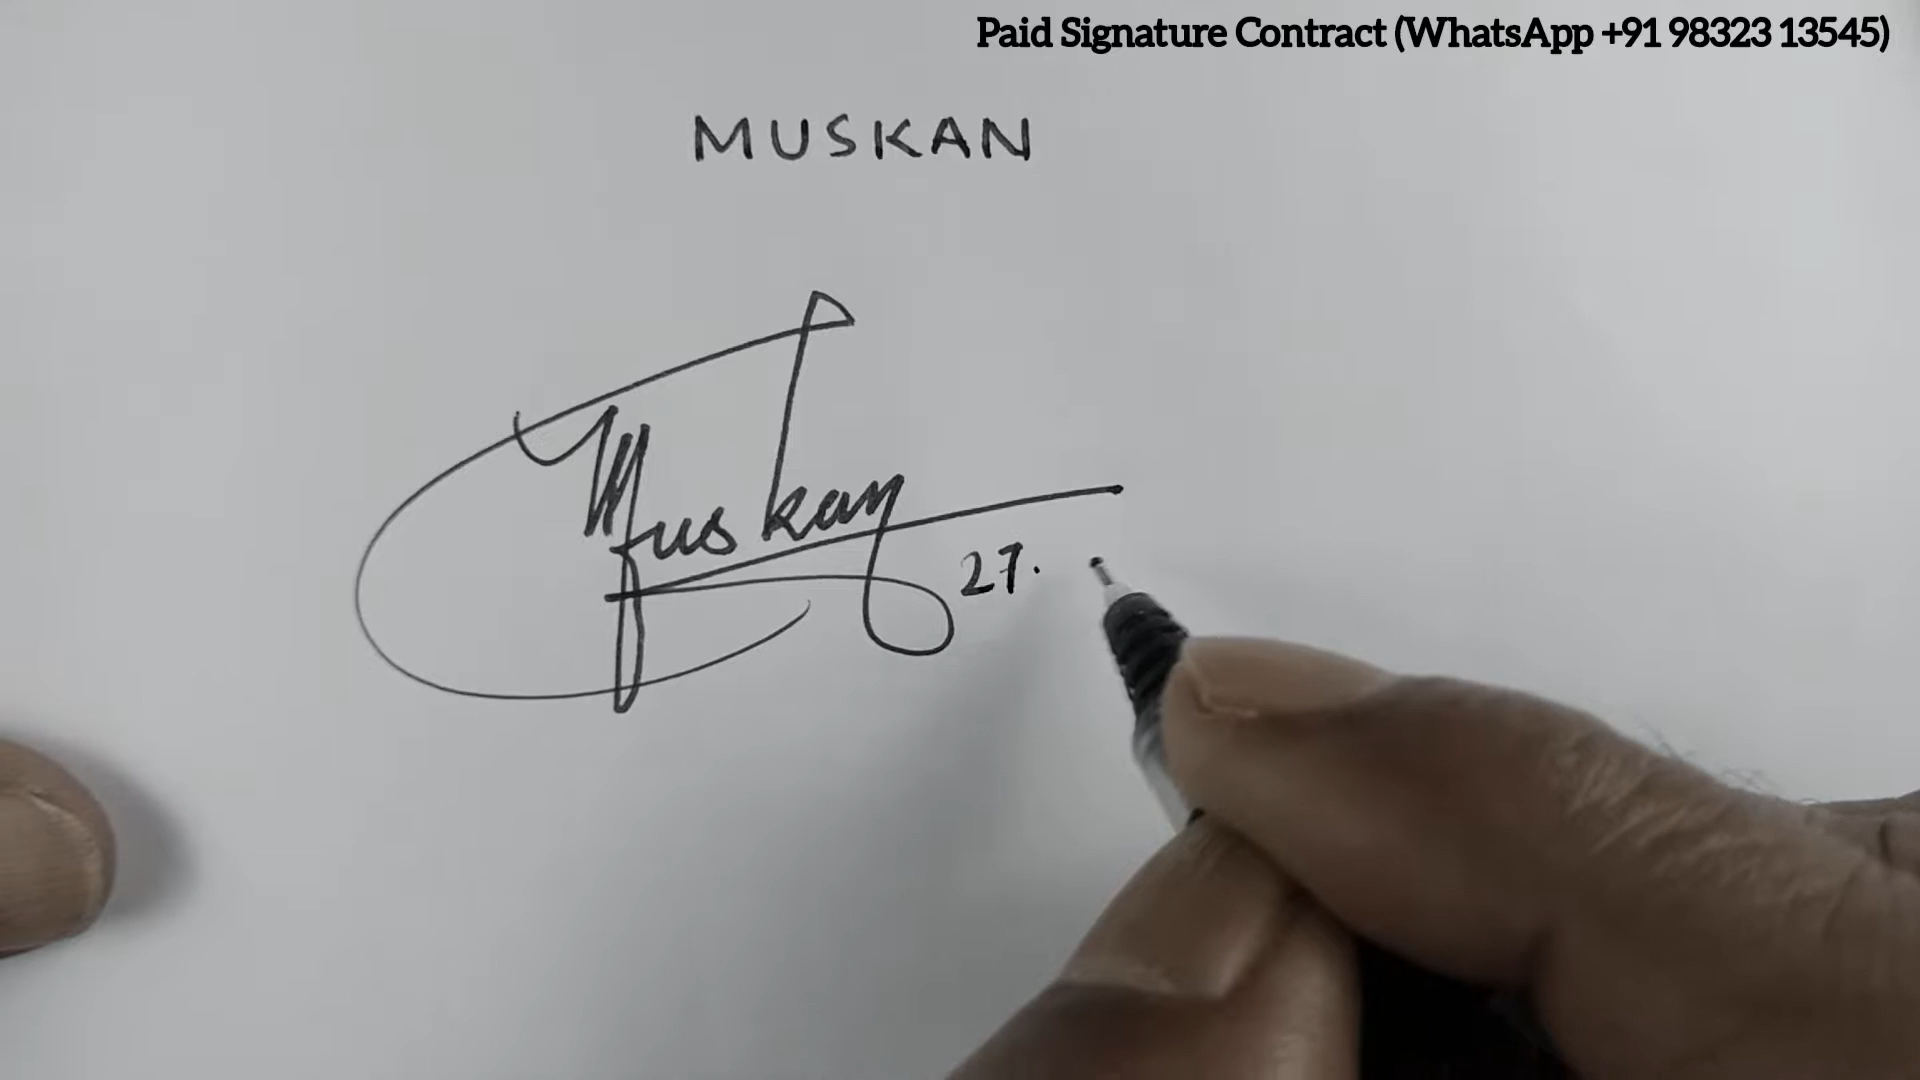 Paid Signature Contract (WhatsApp +91 98323 13545)
MUSKAN
Muskan
27.